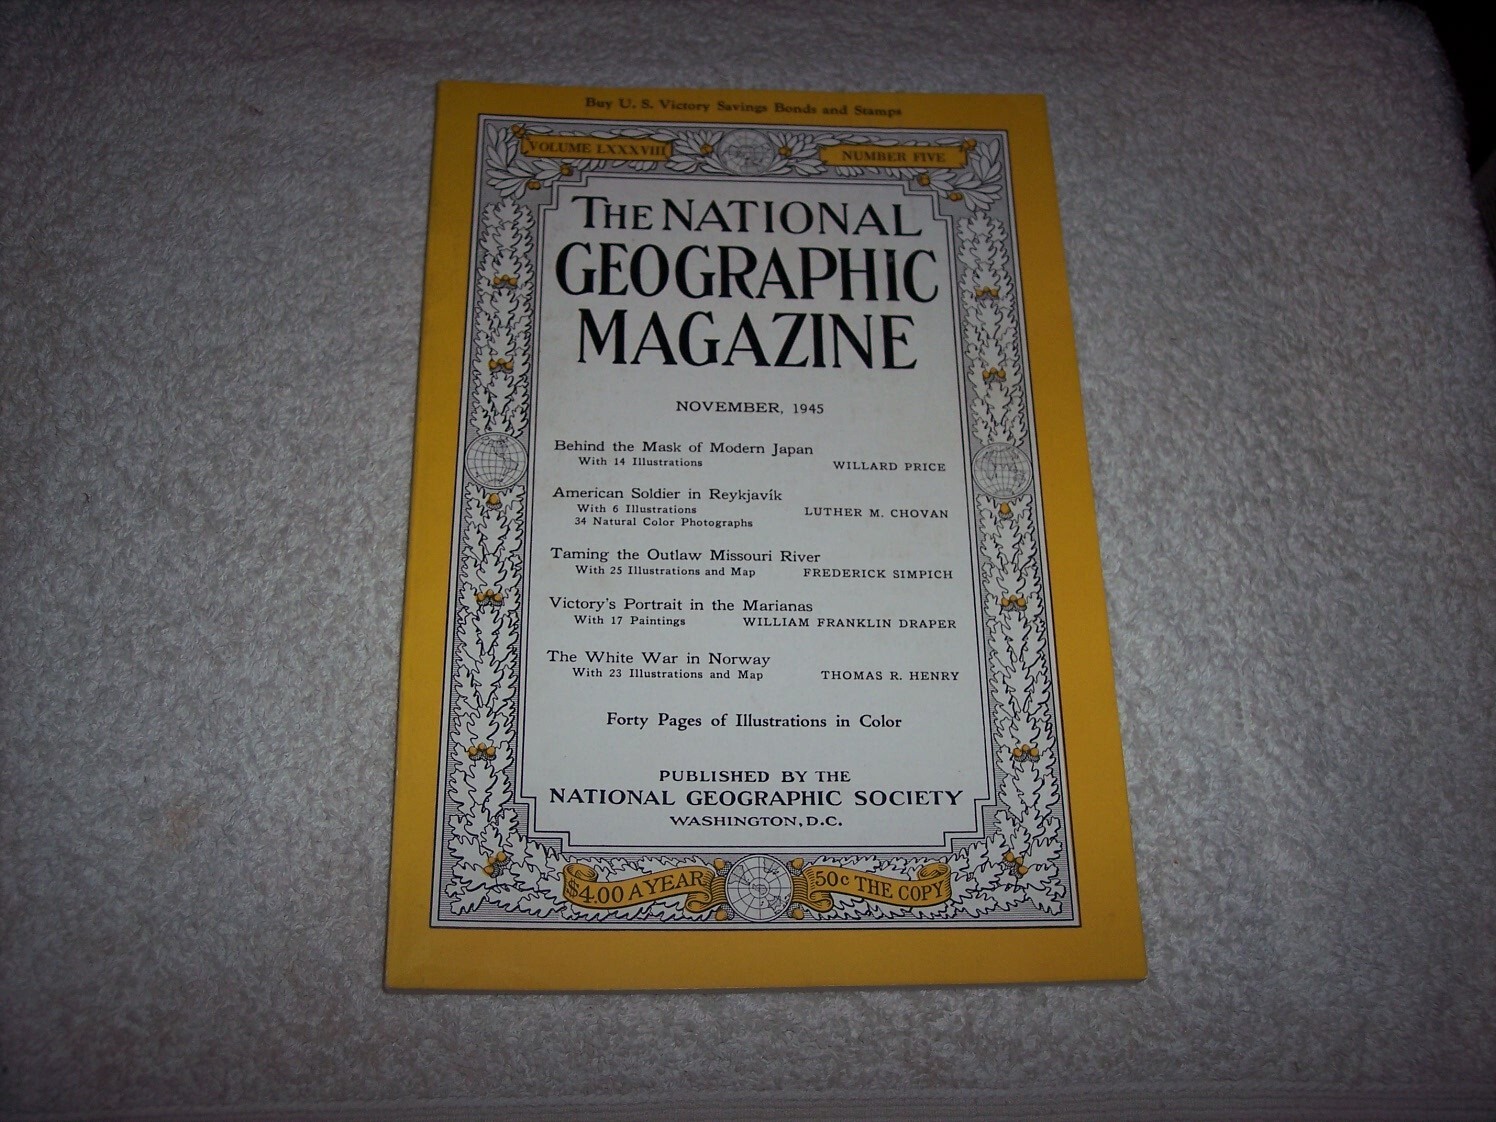 Buy U. S. Victory Savings Bonds and Stamps
VOLUME LXXXVIII
NUMBER FIVE
THE NATIONAL
GEOGRAPHIC
MAGAZINE
NOVEMBER, 1945
Behind the Mask of Modern Japan
With 14 Illustrations WILLARD PRICE
American Soldier in Reykjavík
With 6 Illustrations LUTHER M. CHOVAN
34 Natural Color Photographs
Taming the Outlaw Missouri River
With 25 Illustrations and Map FREDERICK SIMPICH
Victory's Portrait in the Marianas
With 17 Paintings WILLIAM FRANKLIN DRAPER
The White War in Norway
With 23 Illustrations and Map THOMAS R. HENRY
Forty Pages of Illustrations in Color
PUBLISHED BY THE
NATIONAL GEOGRAPHIC SOCIETY
WASHINGTON, D.C.
$4.00 A YEAR
50c THE COPY